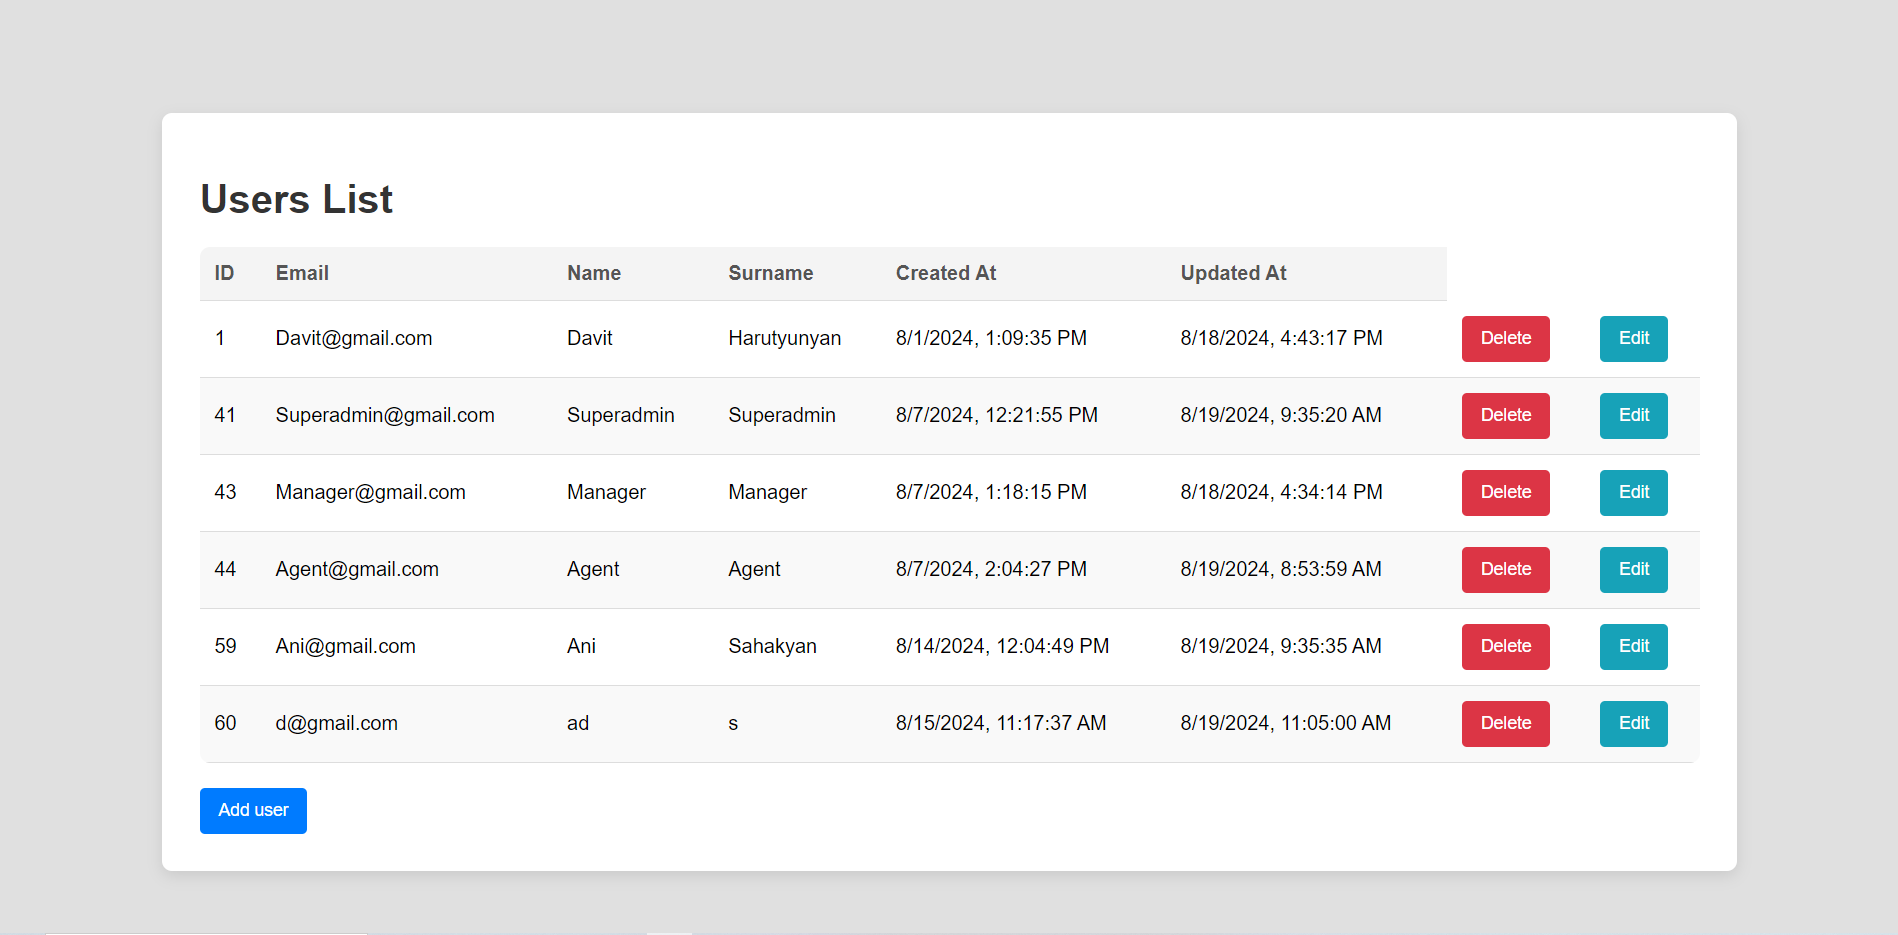 Users List
ID Email Name Surname Created At Updated At
1 Davit@gmail.com Davit Harutyunyan 8/1/2024, 1:09:35 PM 8/18/2024, 4:43:17 PM Delete Edit
41 Superadmin@gmail.com Superadmin Superadmin 8/7/2024, 12:21:55 PM 8/19/2024, 9:35:20 AM Delete Edit
43 Manager@gmail.com Manager Manager 8/7/2024, 1:18:15 PM 8/18/2024, 4:34:14 PM Delete Edit
44 Agent@gmail.com Agent Agent 8/7/2024, 2:04:27 PM 8/19/2024, 8:53:59 AM Delete Edit
59 Ani@gmail.com Ani Sahakyan 8/14/2024, 12:04:49 PM 8/19/2024, 9:35:35 AM Delete Edit
60 d@gmail.com ad s 8/15/2024, 11:17:37 AM 8/19/2024, 11:05:00 AM Delete Edit
Add user